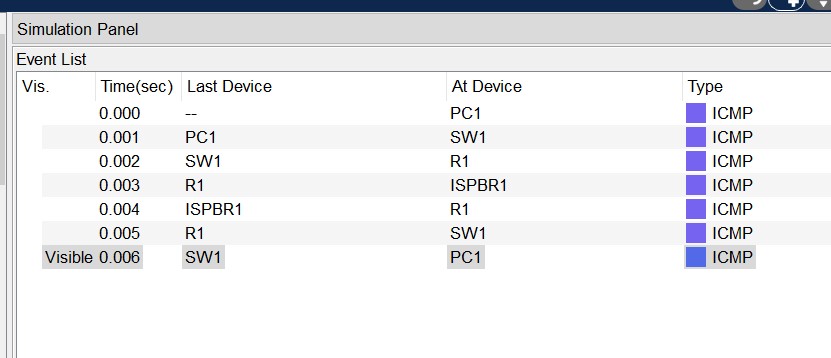 Simulation Panel
Event List
Vis. Time(sec) Last Device At Device Type
0.000 -- PC1 ICMP
0.001 PC1 SW1 ICMP
0.002 SW1 R1 ICMP
0.003 R1 ISPBR1 ICMP
0.004 ISPBR1 R1 ICMP
0.005 R1 SW1 ICMP
Visible 0.006 SW1 PC1 ICMP